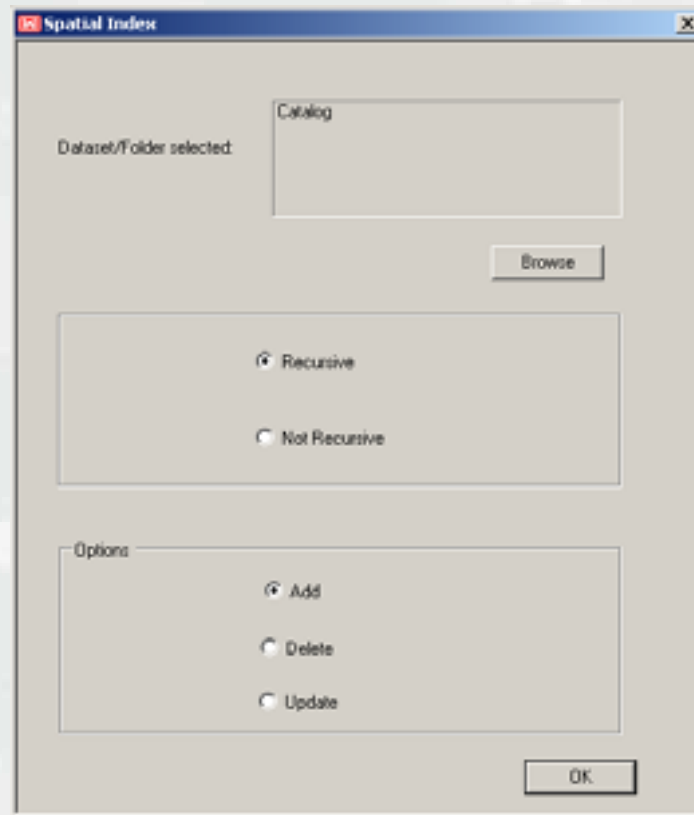 Spatial Index
Catalog
Dataset/Folder selected:
Browse
Recursive
Not Recursive
Options
Add
Delete
Update
OK